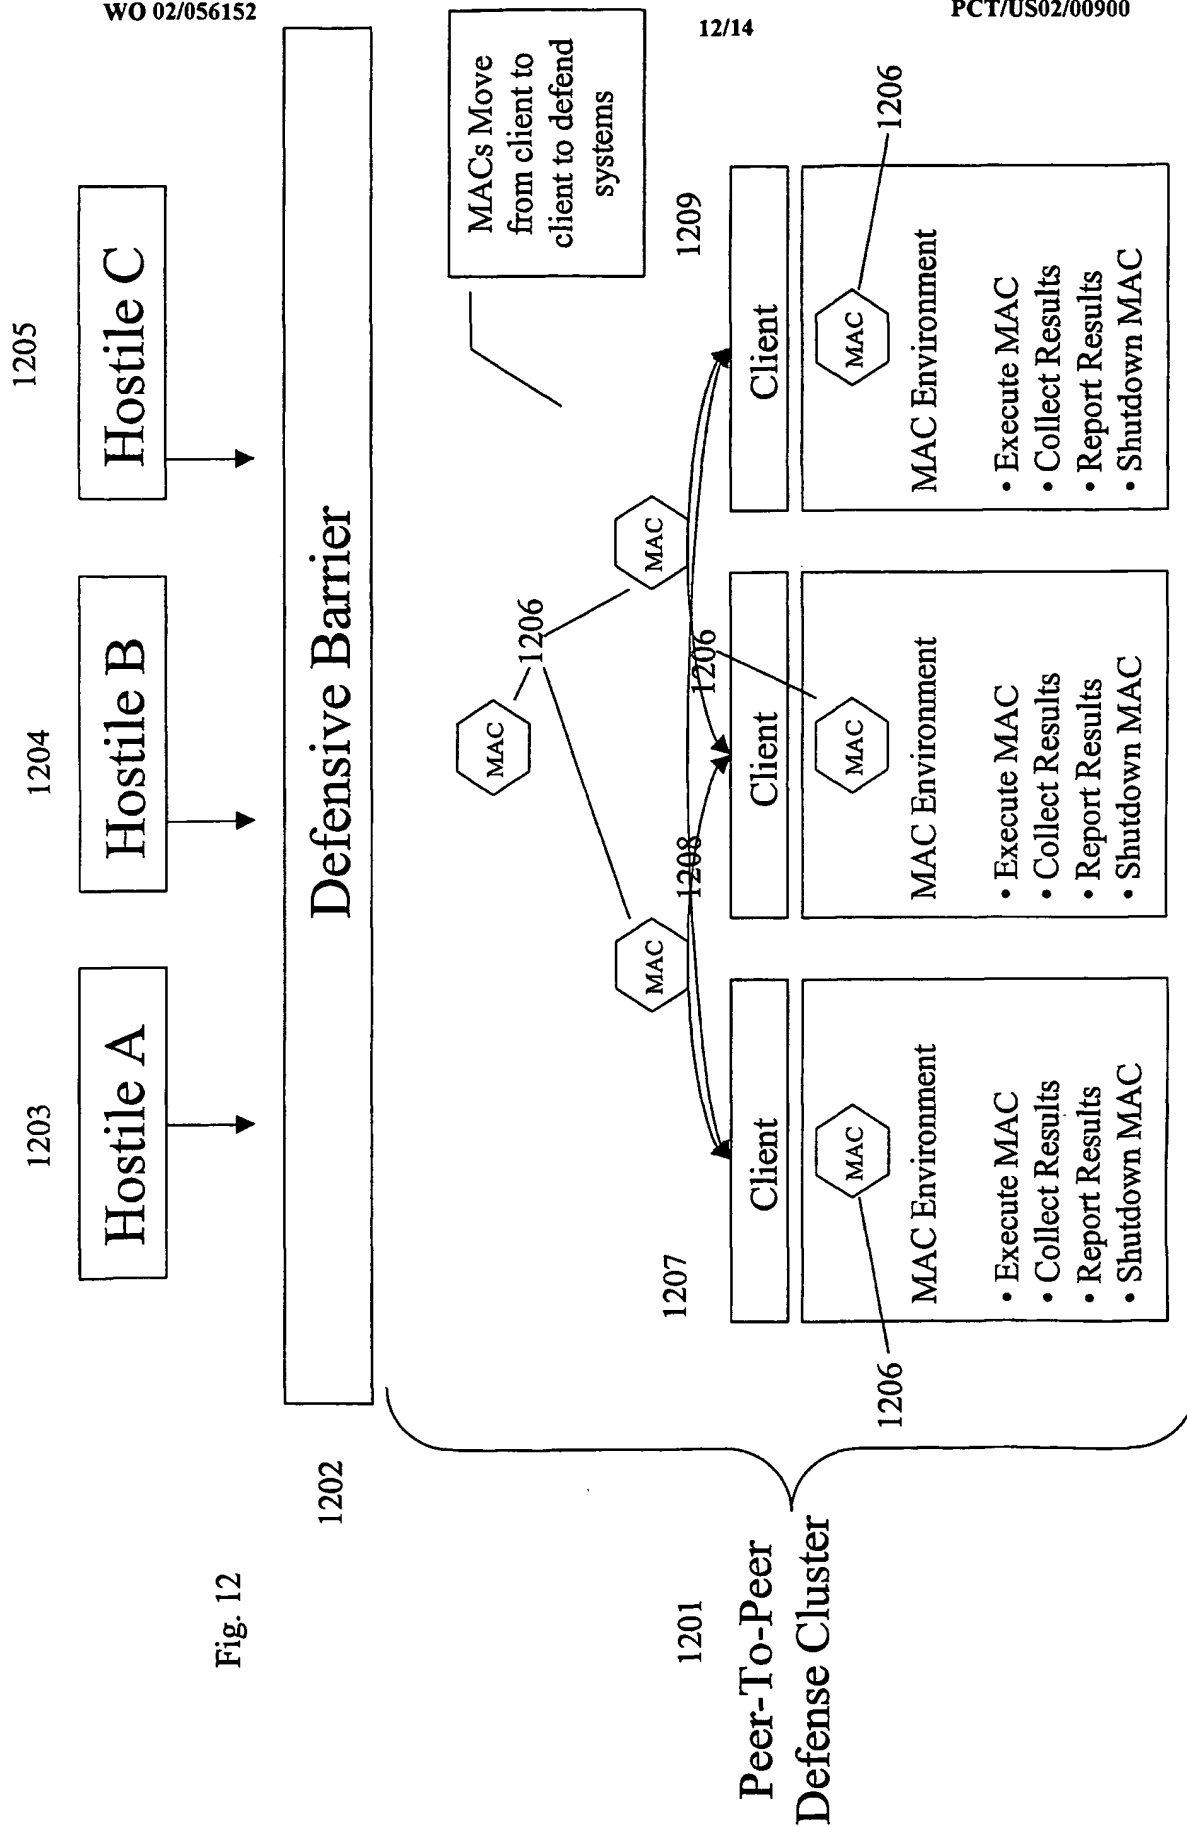 WO 02/056152
12/14
PCT/US02/00900
Fig. 12
1203
1204
1205
Hostile A
Hostile B
Hostile C
1202
Defensive Barrier
MACs Move
from client to
client to defend
systems
MAC
1206
MAC
MAC
1201
Peer-To-Peer
Defense Cluster
1207
1208
1206
1209
Client
Client
Client
1206
MAC
MAC Environment
• Execute MAC
• Collect Results
• Report Results
• Shutdown MAC
MAC
MAC Environment
• Execute MAC
• Collect Results
• Report Results
• Shutdown MAC
1206
MAC
MAC Environment
• Execute MAC
• Collect Results
• Report Results
• Shutdown MAC